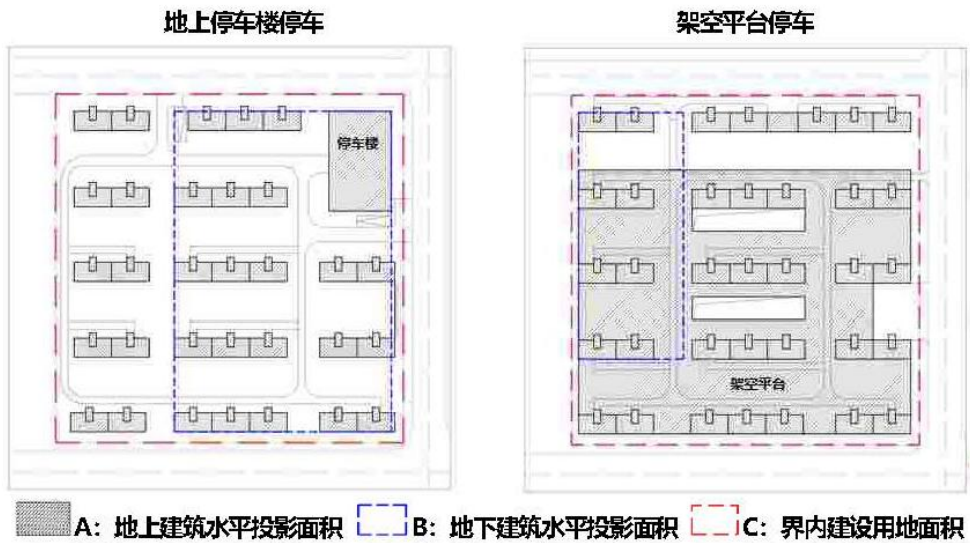 地上停车楼停车
架空平台停车
停车楼
架空平台
A：地上建筑水平投影面积
B：地下建筑水平投影面积
C：界内建设用地面积